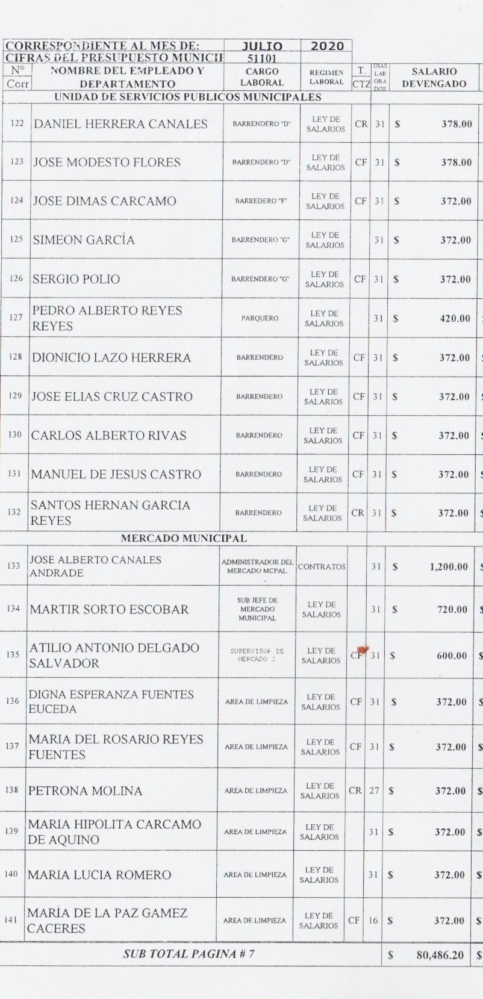 CORRESPONDIENTE AL MES DE: JULIO 2020
CIFRAS DEL PRESUPUESTO MUNICIF 51101
N° NOMBRE DEL EMPLEADO Y CARGO REGIMEN T. DIAS LAB SALARIO
Corr DEPARTAMENTO LABORAL LABORAL CTZ ORA DOS DEVENGADO
UNIDAD DE SERVICIOS PUBLICOS MUNICIPALES
122 DANIEL HERRERA CANALES BARRENDERO "D" LEY DE SALARIOS CR 31 $ 378.00
123 JOSE MODESTO FLORES BARRENDERO "D" LEY DE SALARIOS CF 31 $ 378.00
124 JOSE DIMAS CARCAMO BARREDERO "F" LEY DE SALARIOS CF 31 $ 372.00
125 SIMEON GARCÍA BARRENDERO "G" LEY DE SALARIOS 31 $ 372.00
126 SERGIO POLIO BARRENDERO "G" LEY DE SALARIOS CF 31 $ 372.00
127 PEDRO ALBERTO REYES REYES PARQUERO LEY DE SALARIOS 31 $ 420.00
128 DIONICIO LAZO HERRERA BARRENDERO LEY DE SALARIOS CF 31 $ 372.00
129 JOSE ELIAS CRUZ CASTRO BARRENDERO LEY DE SALARIOS CF 31 $ 372.00
130 CARLOS ALBERTO RIVAS BARRENDERO LEY DE SALARIOS CF 31 $ 372.00
131 MANUEL DE JESUS CASTRO BARRENDERO LEY DE SALARIOS CF 31 $ 372.00
132 SANTOS HERNAN GARCIA REYES BARRENDERO LEY DE SALARIOS CR 31 $ 372.00
MERCADO MUNICIPAL
133 JOSE ALBERTO CANALES ANDRADE ADMINISTRADOR DEL MERCADO MCPAL. CONTRATOS 31 $ 1,200.00 $
134 MARTIR SORTO ESCOBAR SUB JEFE DE MERCADO MUNICIPAL LEY DE SALARIOS 31 $ 720.00 $
135 ATILIO ANTONIO DELGADO SALVADOR SUPERVISOR DE MERCADO 2 LEY DE SALARIOS CF 31 $ 600.00 $
136 DIGNA ESPERANZA FUENTES EUCEDA AREA DE LIMPIEZA LEY DE SALARIOS CF 31 $ 372.00 $
137 MARIA DEL ROSARIO REYES FUENTES AREA DE LIMPIEZA LEY DE SALARIOS CF 31 $ 372.00 $
138 PETRONA MOLINA AREA DE LIMPIEZA LEY DE SALARIOS CR 27 $ 372.00 $
139 MARIA HIPOLITA CARCAMO DE AQUINO AREA DE LIMPIEZA LEY DE SALARIOS 31 $ 372.00 $
140 MARIA LUCIA ROMERO AREA DE LIMPIEZA LEY DE SALARIOS 31 $ 372.00 $
141 MARÍA DE LA PAZ GAMEZ CACERES AREA DE LIMPIEZA LEY DE SALARIOS CF 16 $ 372.00 $
SUB TOTAL PAGINA # 7 $ 80,486.20 $